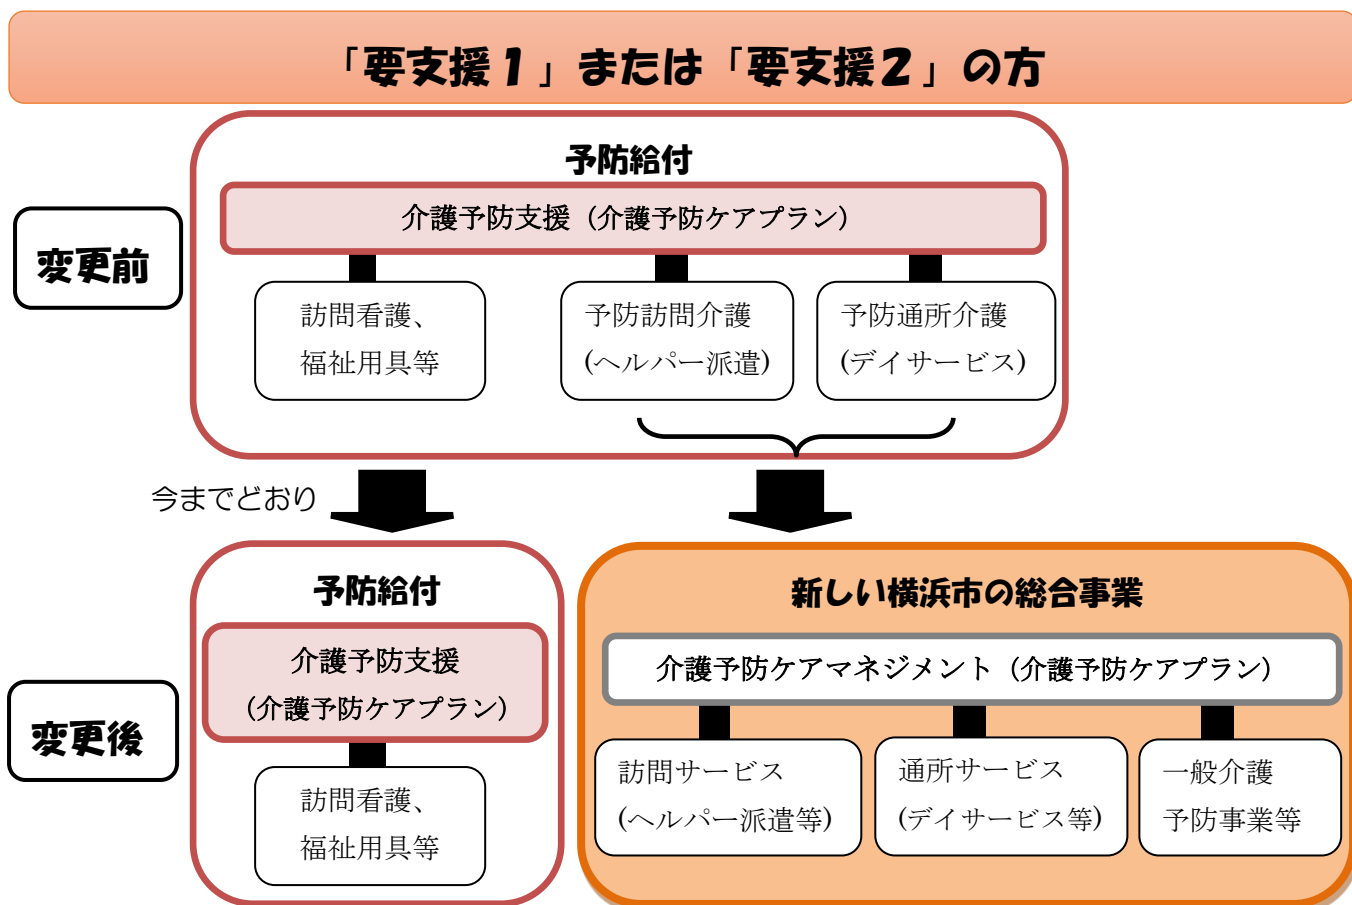 「要支援１」または「要支援２」の方
予防給付
介護予防支援（介護予防ケアプラン）
変更前
訪問看護、
福祉用具等
予防訪問介護
(ヘルパー派遣)
予防通所介護
(デイサービス)
今までどおり
予防給付
介護予防支援
（介護予防ケアプラン）
変更後
訪問看護、
福祉用具等
新しい横浜市の総合事業
介護予防ケアマネジメント（介護予防ケアプラン）
訪問サービス
(ヘルパー派遣等)
通所サービス
(デイサービス等)
一般介護
予防事業等